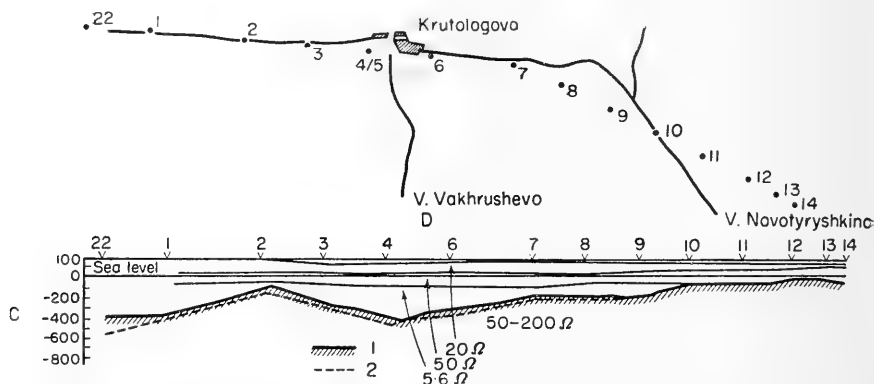 22 1 2 3 4/5 Krutologova 6 7 8 9 10 11 12 13 14
V. Vakhrushevo
D
V. Novotyryshkino
22 1 2 3 4 6 7 8 9 10 11 12 13 14
100
Sea level
0
-200
C
-400
-600
-800
50-200 Ω
1
2
20 Ω
50 Ω
5·6 Ω